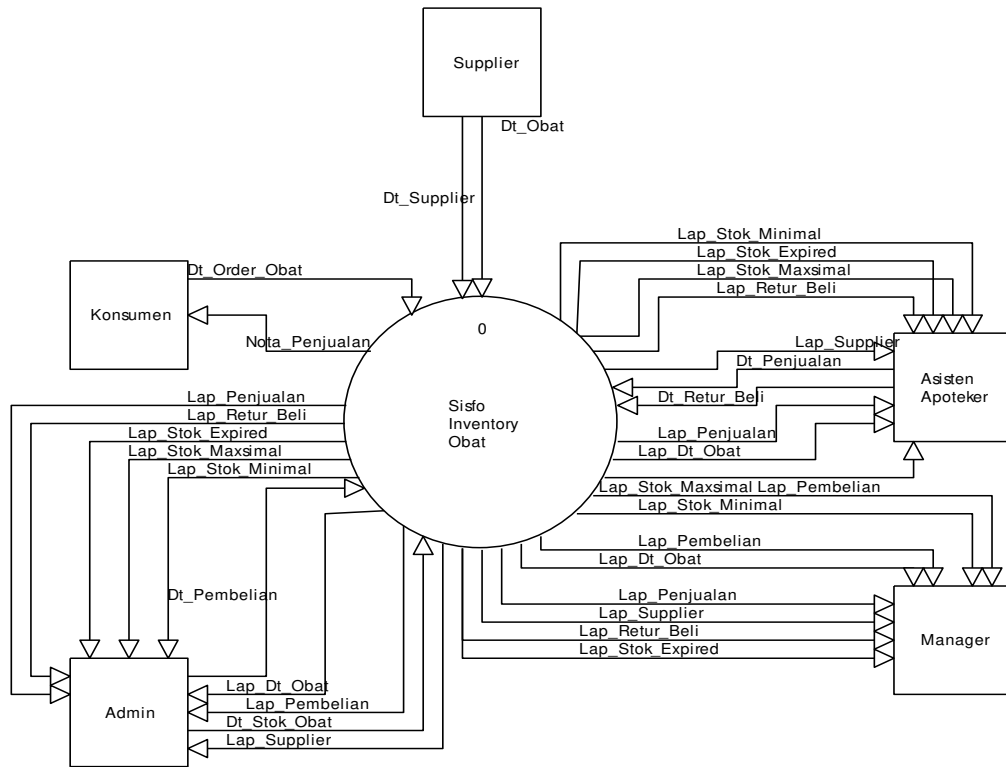 Supplier
Dt_Obat
Dt_Supplier
Lap_Stok_Minimal
Lap_Stok_Expired
Dt_Order_Obat
Lap_Stok_Maxsimal
Lap_Retur_Beli
Konsumen
0
Nota_Penjualan
Lap_Supplier
Dt_Penjualan
Asisten
Apoteker
Lap_Penjualan
Dt_Retur_Beli
Lap_Retur_Beli
Sisfo
Inventory
Obat
Lap_Stok_Expired
Lap_Penjualan
Lap_Stok_Maxsimal
Lap_Dt_Obat
Lap_Stok_Minimal
Lap_Stok_Maxsimal Lap_Pembelian
Lap_Stok_Minimal
Lap_Pembelian
Lap_Dt_Obat
Dt_Pembelian
Lap_Penjualan
Lap_Supplier
Lap_Retur_Beli
Manager
Lap_Stok_Expired
Lap_Dt_Obat
Lap_Pembelian
Admin
Dt_Stok_Obat
Lap_Supplier